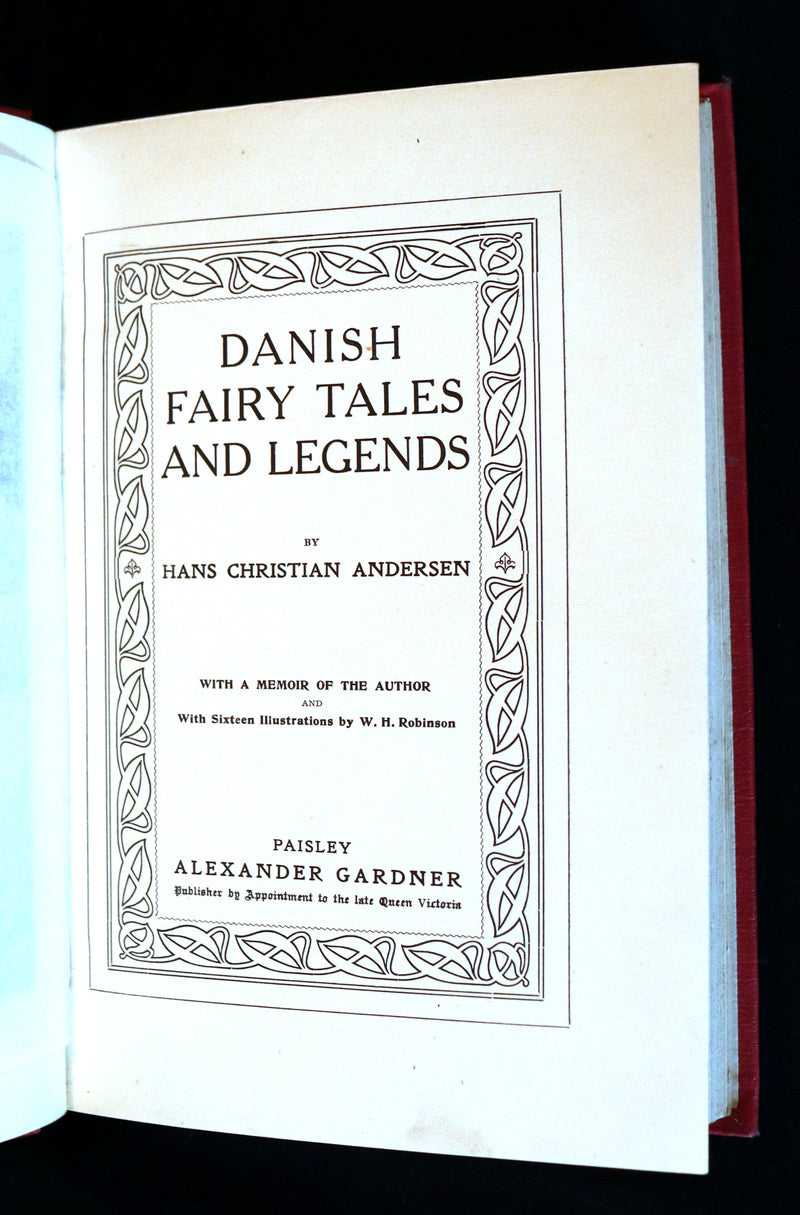 DANISH
FAIRY TALES
AND LEGENDS
BY
HANS CHRISTIAN ANDERSEN
WITH A MEMOIR OF THE AUTHOR
AND
With Sixteen Illustrations by W. H. Robinson
PAISLEY
ALEXANDER GARDNER
Publisher by Appointment to the late Queen Victoria